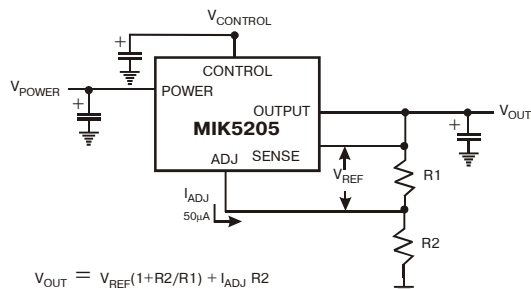 VCONTROL
+
CONTROL
VPOWER
POWER
+
OUTPUT
VOUT
MIK5205
+
ADJ
SENSE
VREF
R1
IADJ
50µA
R2
VOUT = VREF(1+R2/R1) + IADJ R2